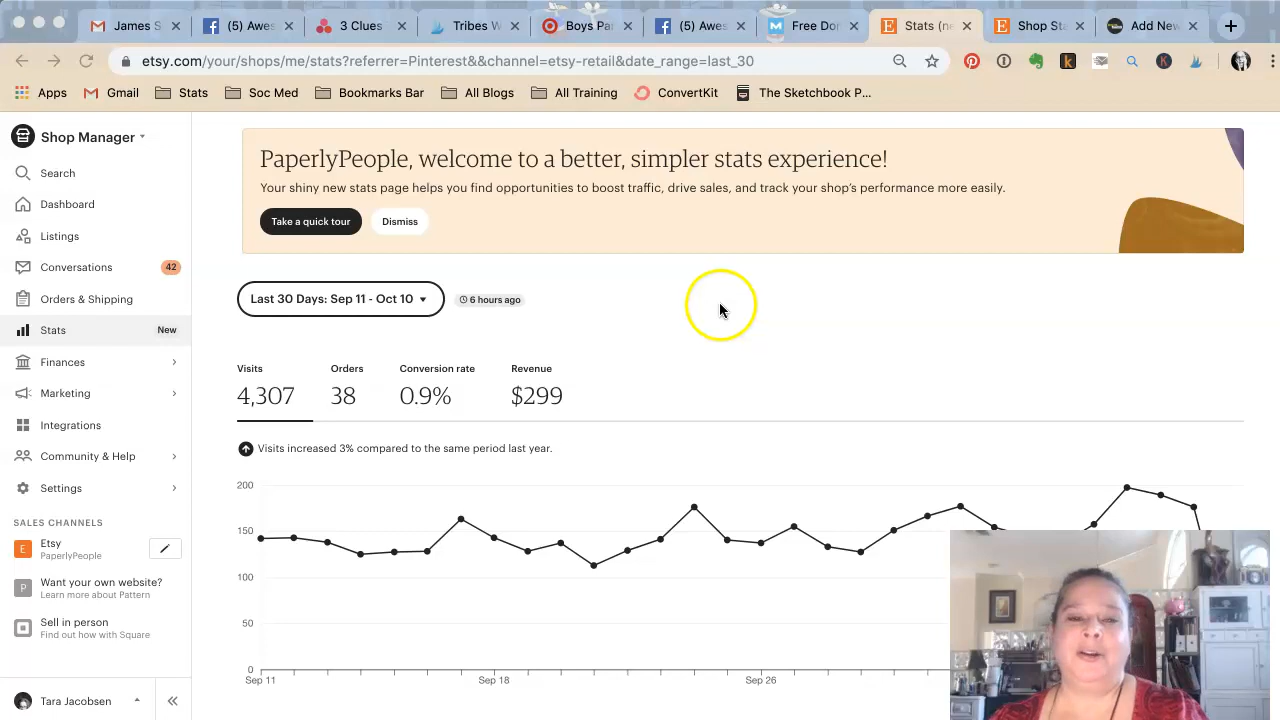 James S
(5) Awes
3 Clues
Tribes W
Boys Par
(5) Awes
Free Dor
Stats (ne
Shop Sta
Add New
etsy.com/your/shops/me/stats?referrer=Pinterest&&channel=etsy-retail&date_range=last_30
Apps Gmail Stats Soc Med Bookmarks Bar All Blogs All Training ConvertKit The Sketchbook P...
Shop Manager
Search
Dashboard
Listings
Conversations 42
Orders & Shipping
Stats New
Finances
Marketing
Integrations
Community & Help
Settings
SALES CHANNELS
E Etsy
PaperlyPeople
P Want your own website?
Learn more about Pattern
Sell in person
Find out how with Square
Tara Jacobsen
PaperlyPeople, welcome to a better, simpler stats experience!
Your shiny new stats page helps you find opportunities to boost traffic, drive sales, and track your shop's performance more easily.
Take a quick tour Dismiss
Last 30 Days: Sep 11 - Oct 10 6 hours ago
Visits Orders Conversion rate Revenue
4,307 38 0.9% $299
Visits increased 3% compared to the same period last year.
200
150
100
50
0
Sep 11 Sep 18 Sep 26